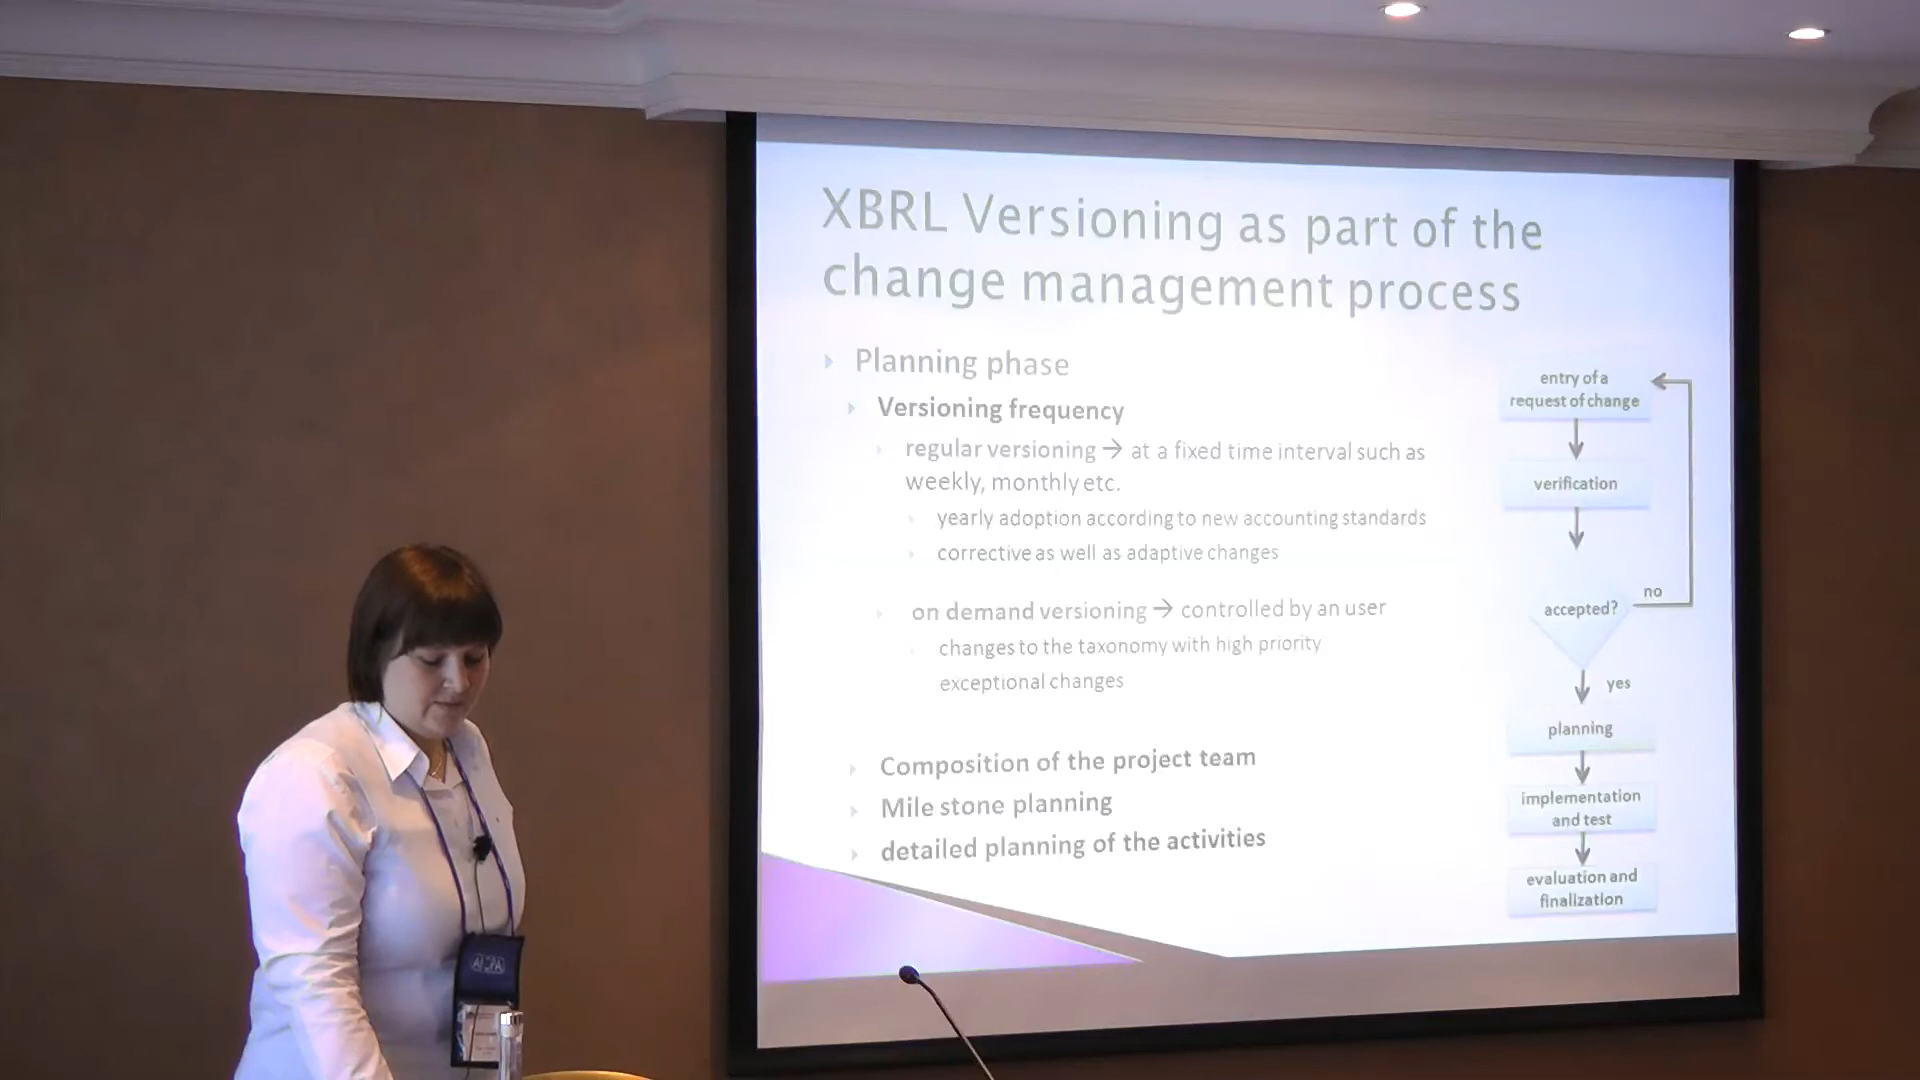 XBRL Versioning as part of the
change management process
Planning phase
Versioning frequency
regular versioning → at a fixed time interval such as
weekly, monthly etc.
yearly adoption according to new accounting standards
corrective as well as adaptive changes
on demand versioning → controlled by an user
changes to the taxonomy with high priority
exceptional changes
Composition of the project team
Mile stone planning
detailed planning of the activities
entry of a
request of change
verification
accepted?
no
yes
planning
implementation
and test
evaluation and
finalization